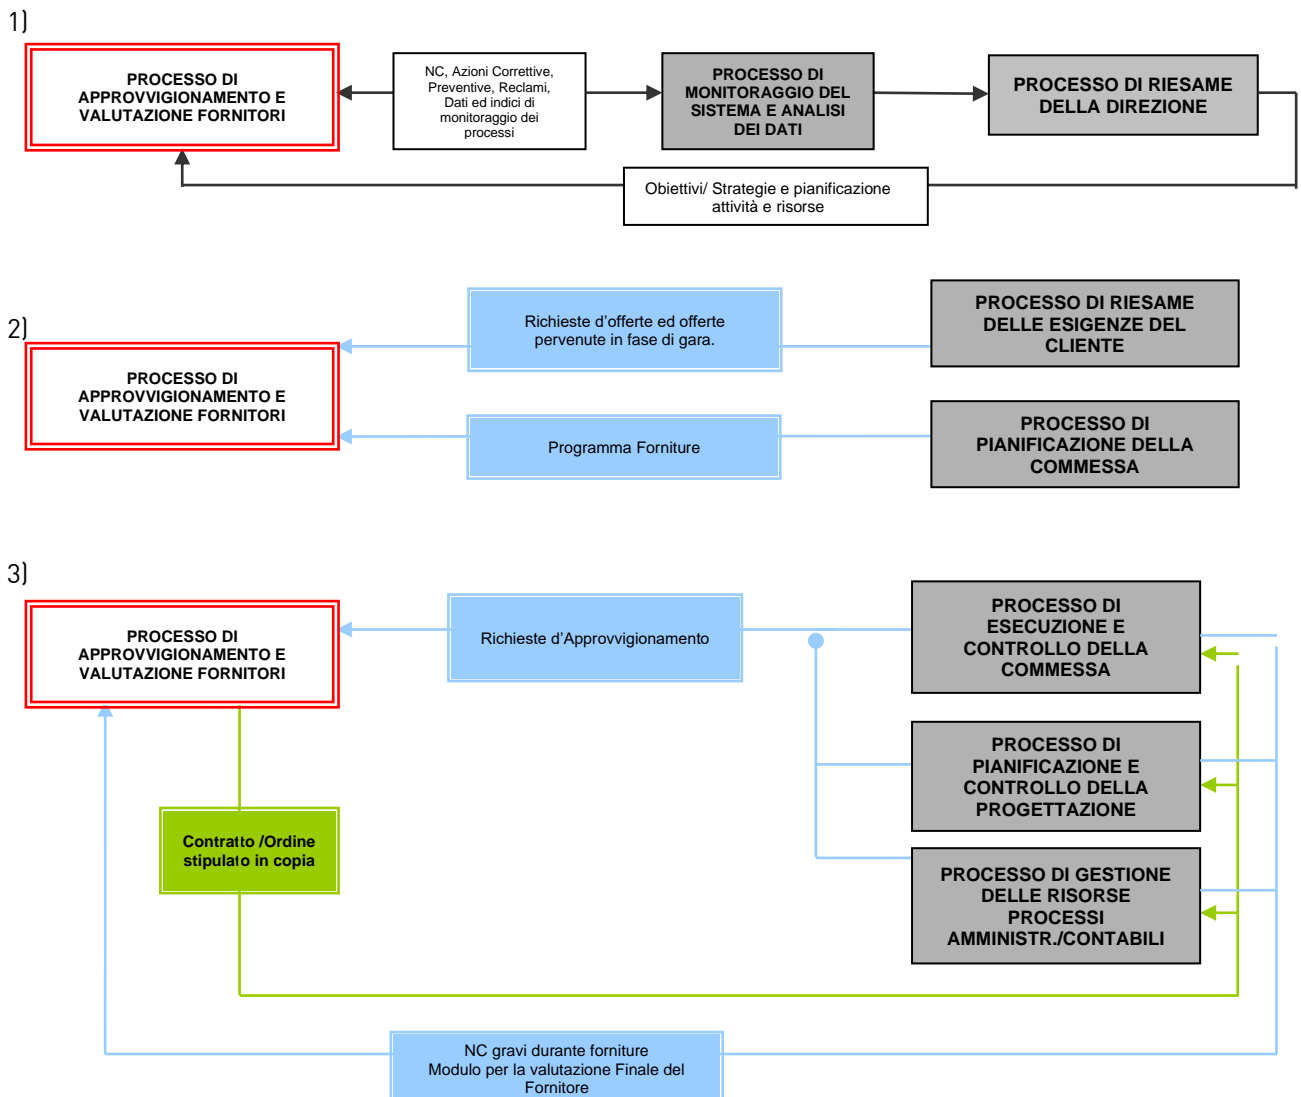 1)
PROCESSO DI
APPROVVIGIONAMENTO E
VALUTAZIONE FORNITORI
NC, Azioni Correttive,
Preventive, Reclami,
Dati ed indici di
monitoraggio dei
processi
PROCESSO DI
MONITORAGGIO DEL
SISTEMA E ANALISI
DEI DATI
PROCESSO DI RIESAME
DELLA DIREZIONE
Obiettivi/ Strategie e pianificazione
attività e risorse
2)
PROCESSO DI
APPROVVIGIONAMENTO E
VALUTAZIONE FORNITORI
Richieste d’offerte ed offerte
pervenute in fase di gara.
PROCESSO DI RIESAME
DELLE ESIGENZE DEL
CLIENTE
Programma Forniture
PROCESSO DI
PIANIFICAZIONE DELLA
COMMESSA
3)
PROCESSO DI
APPROVVIGIONAMENTO E
VALUTAZIONE FORNITORI
Richieste d’Approvvigionamento
PROCESSO DI
ESECUZIONE E
CONTROLLO DELLA
COMMESSA
PROCESSO DI
PIANIFICAZIONE E
CONTROLLO DELLA
PROGETTAZIONE
Contratto /Ordine
stipulato in copia
PROCESSO DI GESTIONE
DELLE RISORSE
PROCESSI
AMMINISTR./CONTABILI
NC gravi durante forniture
Modulo per la valutazione Finale del
Fornitore